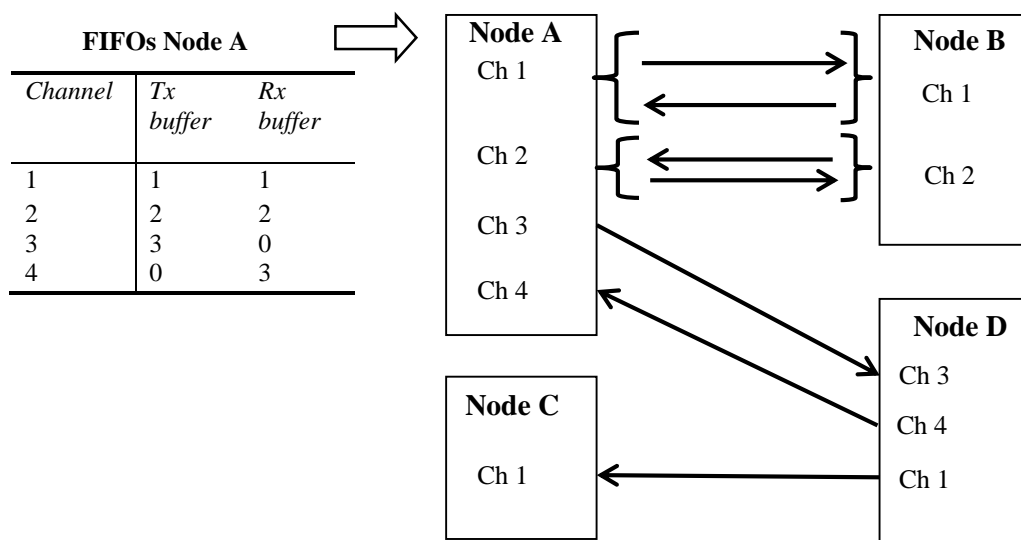 FIFOs Node A
Channel Tx buffer Rx buffer
1 1 1
2 2 2
3 3 0
4 0 3
Node A
Ch 1
Ch 2
Ch 3
Ch 4
Node B
Ch 1
Ch 2
Node C
Ch 1
Node D
Ch 3
Ch 4
Ch 1